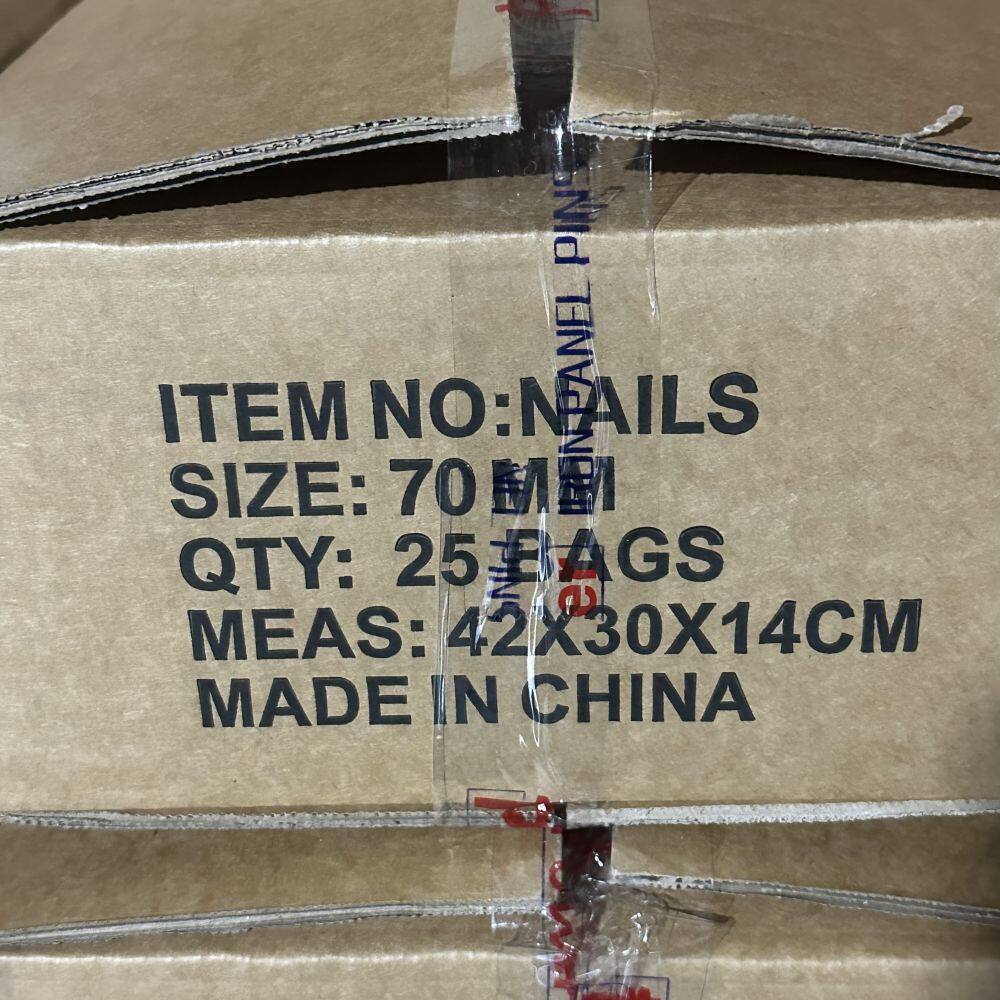 ITEM NO:NAILS
SIZE: 70 MM
QTY: 25 BAGS
MEAS: 42X30X14CM
MADE IN CHINA
PANEL PINS